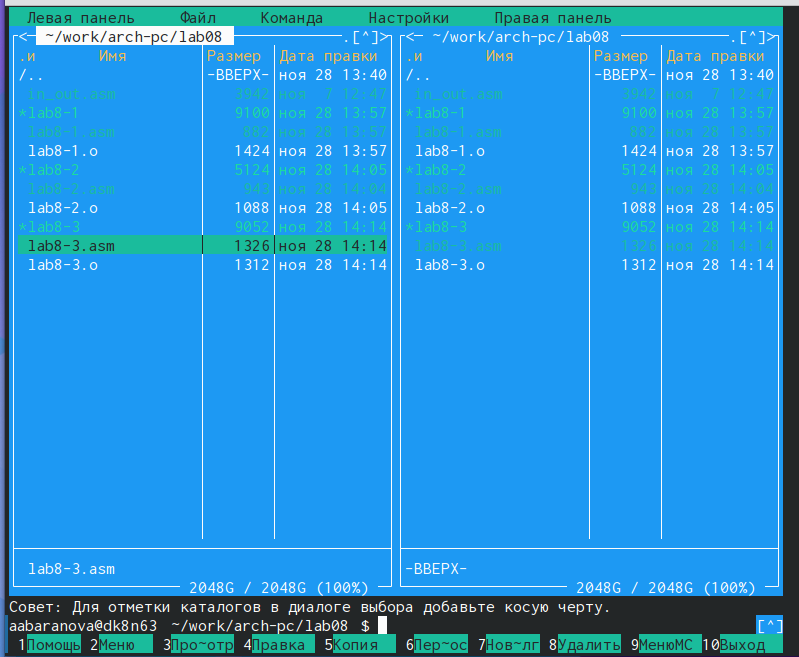 Левая панель Файл Команда Настройки Правая панель
<─ ~/work/arch-pc/lab08 ─.[^]> <─ ~/work/arch-pc/lab08 ─.[^]>
.и Имя Размер Дата правки .и Имя Размер Дата правки
/.. -ВВЕРХ- ноя 28 13:40 /.. -ВВЕРХ- ноя 28 13:40
in_out.asm 3942 ноя 7 12:47 in_out.asm 3942 ноя 7 12:47
*lab8-1 9100 ноя 28 13:57 *lab8-1 9100 ноя 28 13:57
lab8-1.asm 882 ноя 28 13:57 lab8-1.asm 882 ноя 28 13:57
lab8-1.o 1424 ноя 28 13:57 lab8-1.o 1424 ноя 28 13:57
*lab8-2 5124 ноя 28 14:05 *lab8-2 5124 ноя 28 14:05
lab8-2.asm 943 ноя 28 14:04 lab8-2.asm 943 ноя 28 14:04
lab8-2.o 1088 ноя 28 14:05 lab8-2.o 1088 ноя 28 14:05
*lab8-3 9052 ноя 28 14:14 *lab8-3 9052 ноя 28 14:14
lab8-3.asm 1326 ноя 28 14:14 lab8-3.asm 1326 ноя 28 14:14
lab8-3.o 1312 ноя 28 14:14 lab8-3.o 1312 ноя 28 14:14
lab8-3.asm -ВВЕРХ-
2048G / 2048G (100%) 2048G / 2048G (100%)
Совет: Для отметки каталогов в диалоге выбора добавьте косую черту.
aabaranova@dk8n63 ~/work/arch-pc/lab08 $ [^]
1Помощь 2Меню 3Про~отр 4Правка 5Копия 6Пер~ос 7Нов~лг 8Удалить 9МенюМС 10Выход